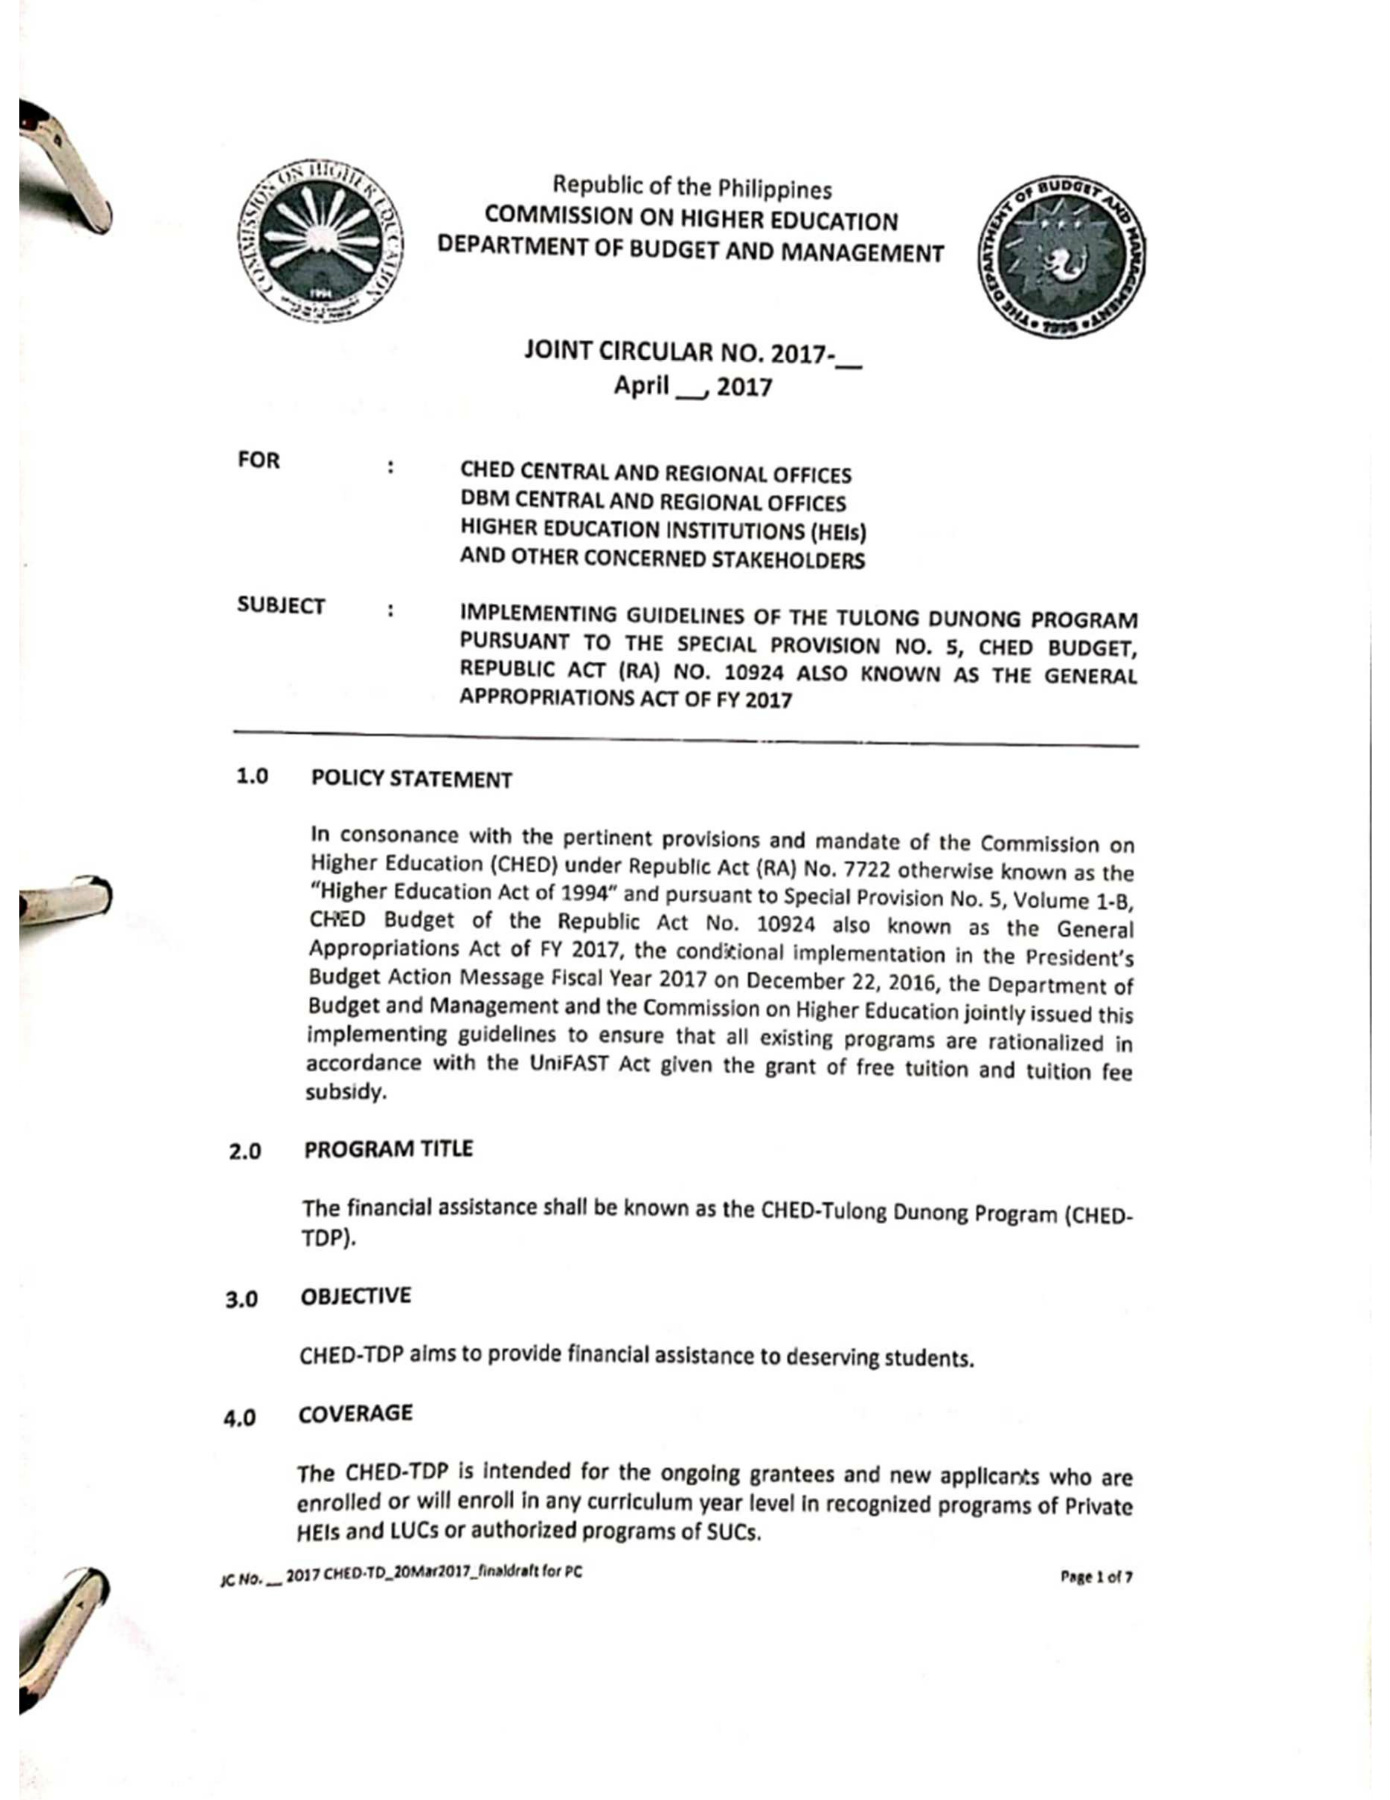 COMMISSION ON HIGHER EDUCATION
1994
Republic of the Philippines
COMMISSION ON HIGHER EDUCATION
DEPARTMENT OF BUDGET AND MANAGEMENT
THE DEPARTMENT OF BUDGET AND MANAGEMENT
JOINT CIRCULAR NO. 2017-__
April __, 2017
FOR : CHED CENTRAL AND REGIONAL OFFICES
DBM CENTRAL AND REGIONAL OFFICES
HIGHER EDUCATION INSTITUTIONS (HEIs)
AND OTHER CONCERNED STAKEHOLDERS
SUBJECT : IMPLEMENTING GUIDELINES OF THE TULONG DUNONG PROGRAM
PURSUANT TO THE SPECIAL PROVISION NO. 5, CHED BUDGET,
REPUBLIC ACT (RA) NO. 10924 ALSO KNOWN AS THE GENERAL
APPROPRIATIONS ACT OF FY 2017
1.0 POLICY STATEMENT
In consonance with the pertinent provisions and mandate of the Commission on
Higher Education (CHED) under Republic Act (RA) No. 7722 otherwise known as the
“Higher Education Act of 1994” and pursuant to Special Provision No. 5, Volume 1-B,
CHED Budget of the Republic Act No. 10924 also known as the General
Appropriations Act of FY 2017, the conditional implementation in the President’s
Budget Action Message Fiscal Year 2017 on December 22, 2016, the Department of
Budget and Management and the Commission on Higher Education jointly issued this
implementing guidelines to ensure that all existing programs are rationalized in
accordance with the UniFAST Act given the grant of free tuition and tuition fee
subsidy.
2.0 PROGRAM TITLE
The financial assistance shall be known as the CHED-Tulong Dunong Program (CHED-
TDP).
3.0 OBJECTIVE
CHED-TDP aims to provide financial assistance to deserving students.
4.0 COVERAGE
The CHED-TDP is intended for the ongoing grantees and new applicants who are
enrolled or will enroll in any curriculum year level in recognized programs of Private
HEIs and LUCs or authorized programs of SUCs.
JC No. __ 2017 CHED-TD_20Mar2017_finaldraft for PC
Page 1 of 7